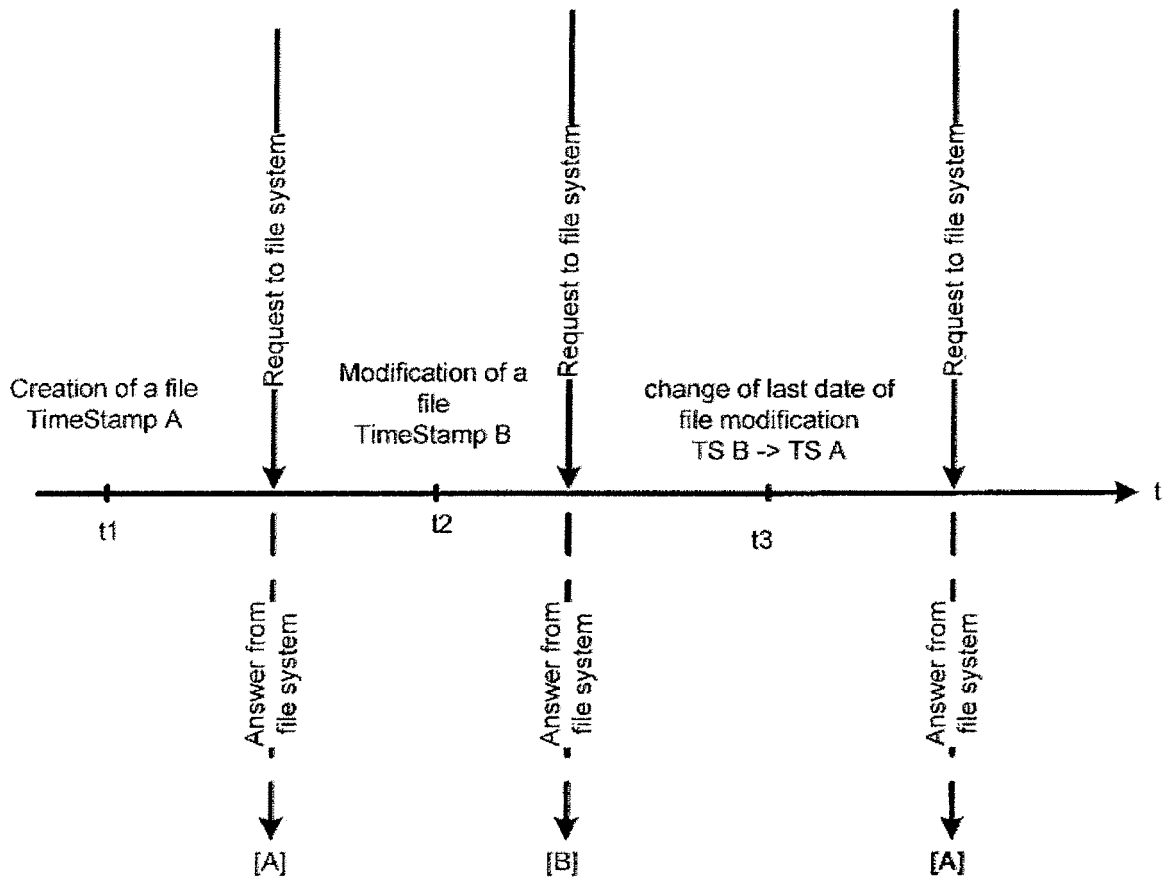 Request to file system
Request to file system
Request to file system
Creation of a file
TimeStamp A
Modification of a
file
TimeStamp B
change of last date of
file modification
TS B -> TS A
t
t1
t2
t3
Answer from
file system
Answer from
file system
Answer from
file system
[A]
[B]
[A]